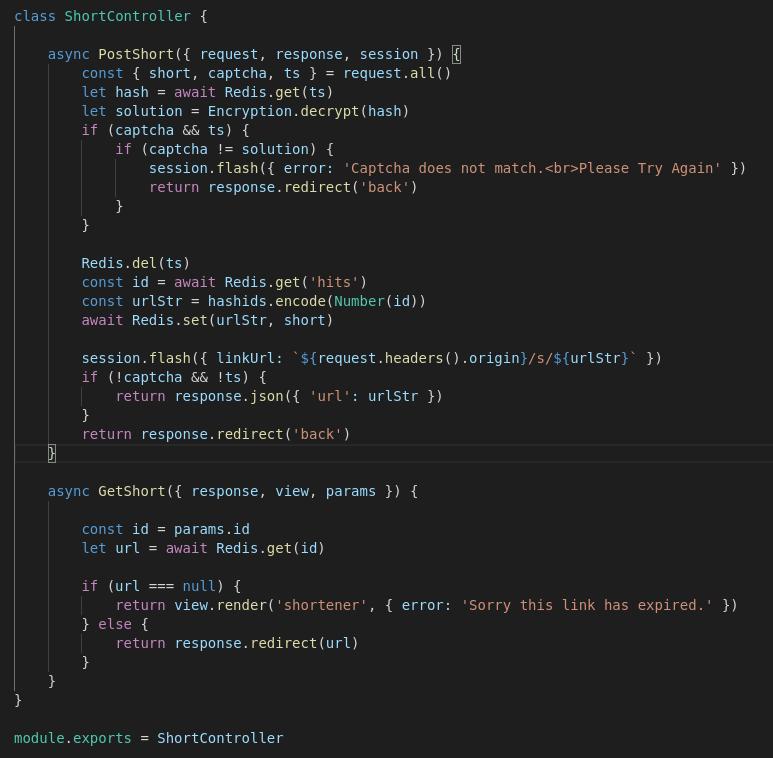 class ShortController {
async PostShort({ request, response, session }) {
const { short, captcha, ts } = request.all()
let hash = await Redis.get(ts)
let solution = Encryption.decrypt(hash)
if (captcha && ts) {
if (captcha != solution) {
session.flash({ error: 'Captcha does not match.<br>Please Try Again' })
return response.redirect('back')
}
}
Redis.del(ts)
const id = await Redis.get('hits')
const urlStr = hashids.encode(Number(id))
await Redis.set(urlStr, short)
session.flash({ linkUrl: `${request.headers().origin}/s/${urlStr}` })
if (!captcha && !ts) {
return response.json({ 'url': urlStr })
}
return response.redirect('back')
}
async GetShort({ response, view, params }) {
const id = params.id
let url = await Redis.get(id)
if (url === null) {
return view.render('shortener', { error: 'Sorry this link has expired.' })
} else {
return response.redirect(url)
}
}
}
module.exports = ShortController